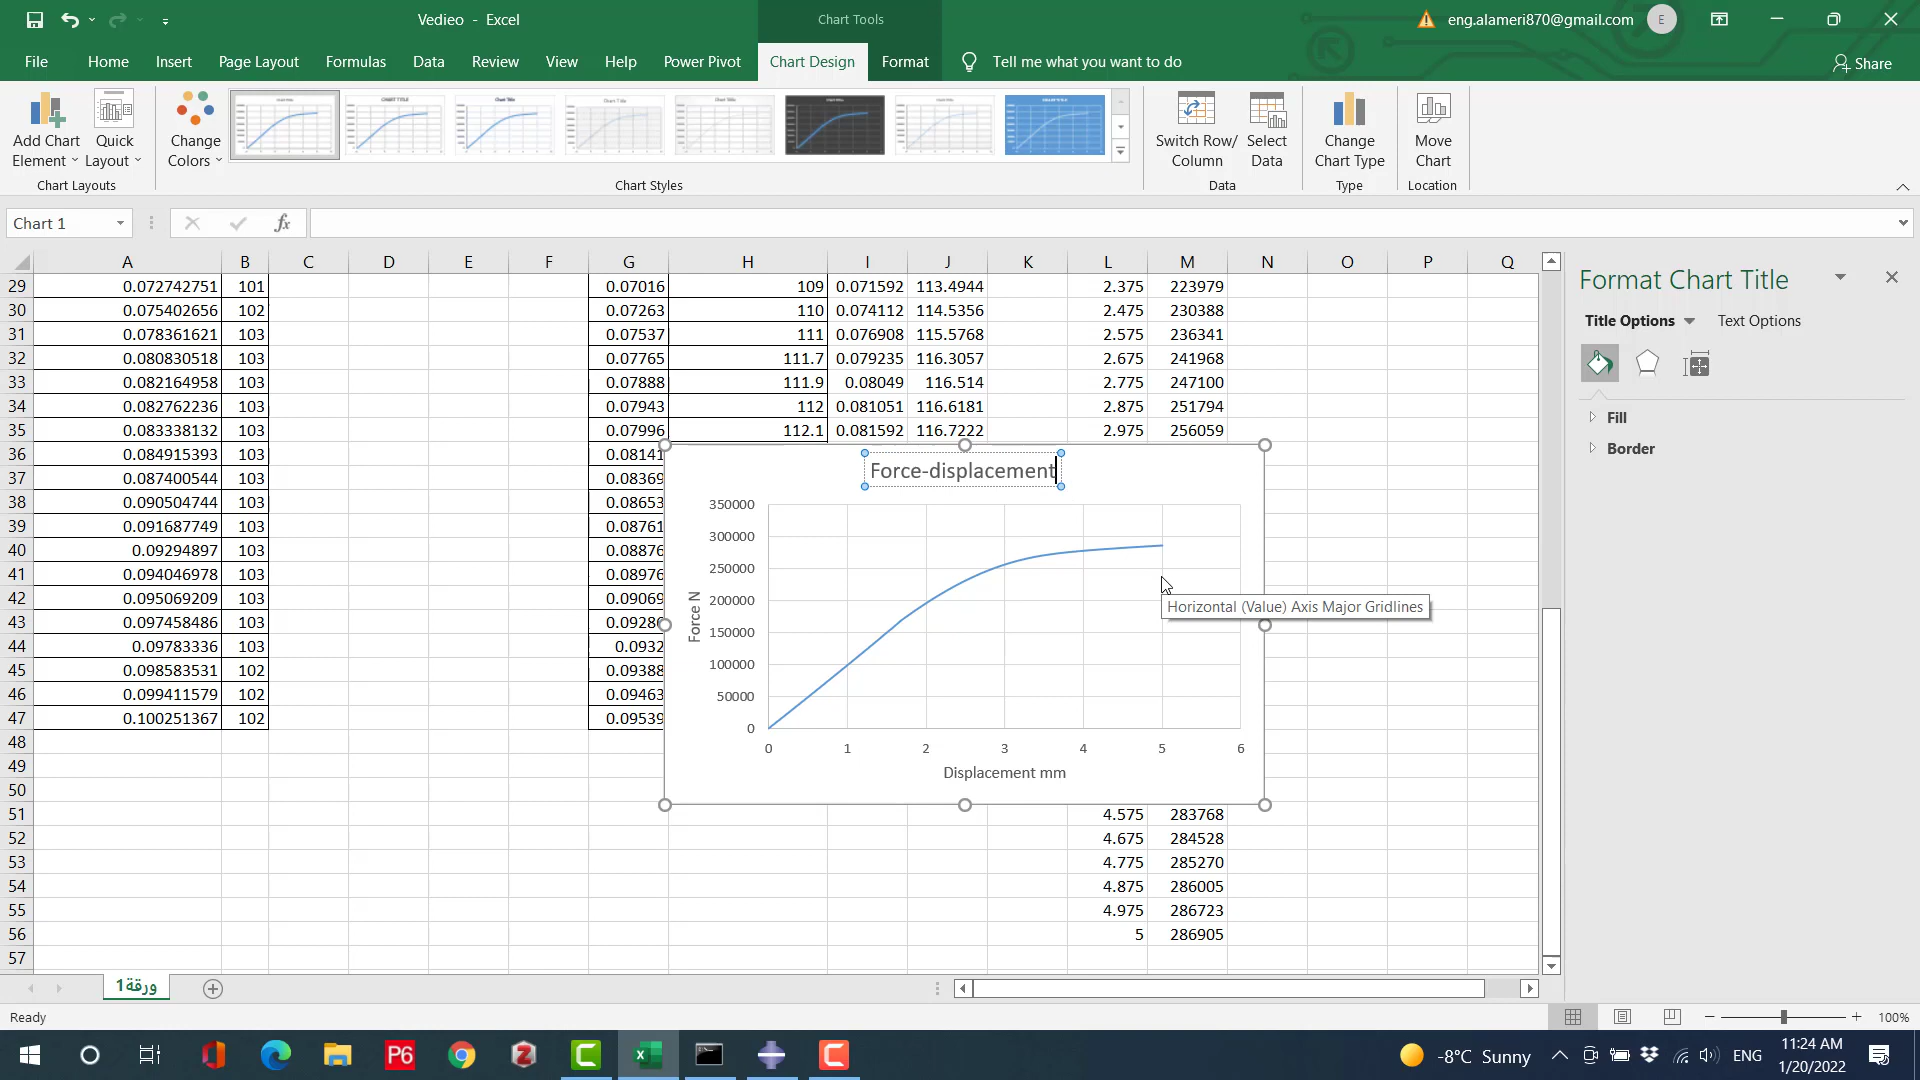 Vedieo - Excel
Chart Tools
eng.alameri870@gmail.com
E
File Home Insert Page Layout Formulas Data Review View Help Power Pivot Chart Design Format Tell me what you want to do Share
Add Chart Element
Quick Layout
Change Colors
Switch Row/ Column
Select Data
Change Chart Type
Move Chart
Chart Layouts Chart Styles Data Type Location
Chart 1
fx
A B C D E F G H I J K L M N O P Q
29 0.072742751 101 0.07016 109 0.071592 113.4944 2.375 223979
30 0.075402656 102 0.07263 110 0.074112 114.5356 2.475 230388
31 0.078361621 103 0.07537 111 0.076908 115.5768 2.575 236341
32 0.080830518 103 0.07765 111.7 0.079235 116.3057 2.675 241968
33 0.082164958 103 0.07888 111.9 0.08049 116.514 2.775 247100
34 0.082762236 103 0.07943 112 0.081051 116.6181 2.875 251794
35 0.083338132 103 0.07996 112.1 0.081592 116.7222 2.975 256059
36 0.084915393 103 0.08141
37 0.087400544 103 0.08369
38 0.090504744 103 0.08653
39 0.091687749 103 0.08761
40 0.09294897 103 0.08876
41 0.094046978 103 0.08976
42 0.095069209 103 0.09069
43 0.097458486 103 0.09286
44 0.09783336 103 0.0932
45 0.098583531 102 0.09388
46 0.099411579 102 0.09463
47 0.100251367 102 0.09539
48
49
50
51 4.575 283768
52 4.675 284528
53 4.775 285270
54 4.875 286005
55 4.975 286723
56 5 286905
57
Force-displacement
350000
300000
250000
200000
150000
100000
50000
0
Force N
0 1 2 3 4 5 6
Displacement mm
Horizontal (Value) Axis Major Gridlines
Format Chart Title
Title Options Text Options
Fill
Border
ورقة1
Ready
100%
P6
-8°C Sunny
ENG
11:24 AM
1/20/2022